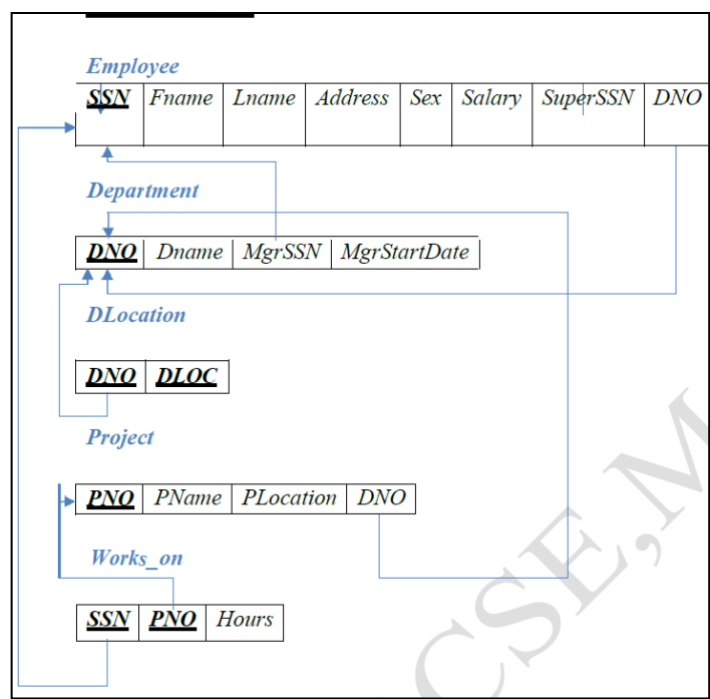 Employee
SSN Fname Lname Address Sex Salary SuperSSN DNO
Department
DNO Dname MgrSSN MgrStartDate
DLocation
DNO DLOC
Project
PNO PName PLocation DNO
Works_on
SSN PNO Hours
CSE,M